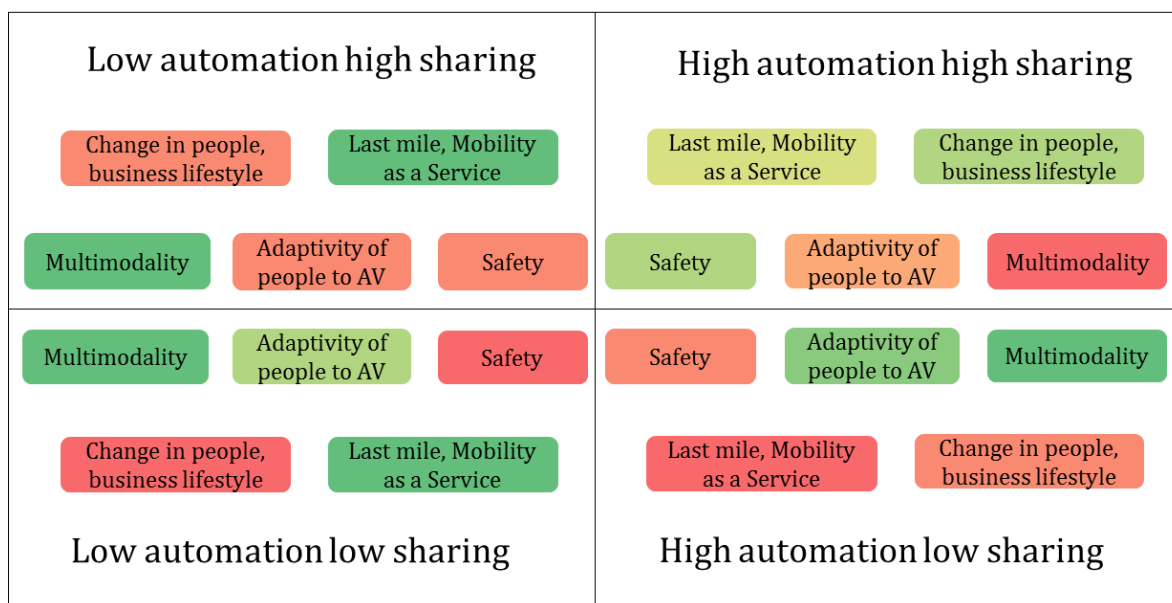 Low automation high sharing
Change in people,
business lifestyle
Last mile, Mobility
as a Service
Multimodality
Adaptivity of
people to AV
Safety
High automation high sharing
Last mile, Mobility
as a Service
Change in people,
business lifestyle
Safety
Adaptivity of
people to AV
Multimodality
Multimodality
Adaptivity of
people to AV
Safety
Change in people,
business lifestyle
Last mile, Mobility
as a Service
Low automation low sharing
Safety
Adaptivity of
people to AV
Multimodality
Last mile, Mobility
as a Service
Change in people,
business lifestyle
High automation low sharing